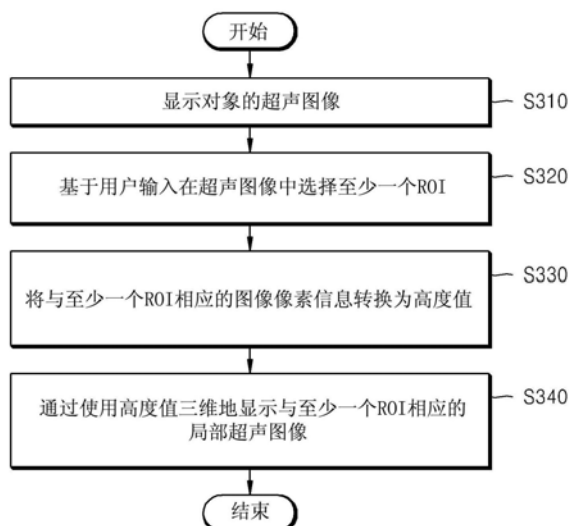 开始
显示对象的超声图像
S310
基于用户输入在超声图像中选择至少一个ROI
S320
将与至少一个ROI相应的图像像素信息转换为高度值
S330
通过使用高度值三维地显示与至少一个ROI相应的
局部超声图像
S340
结束